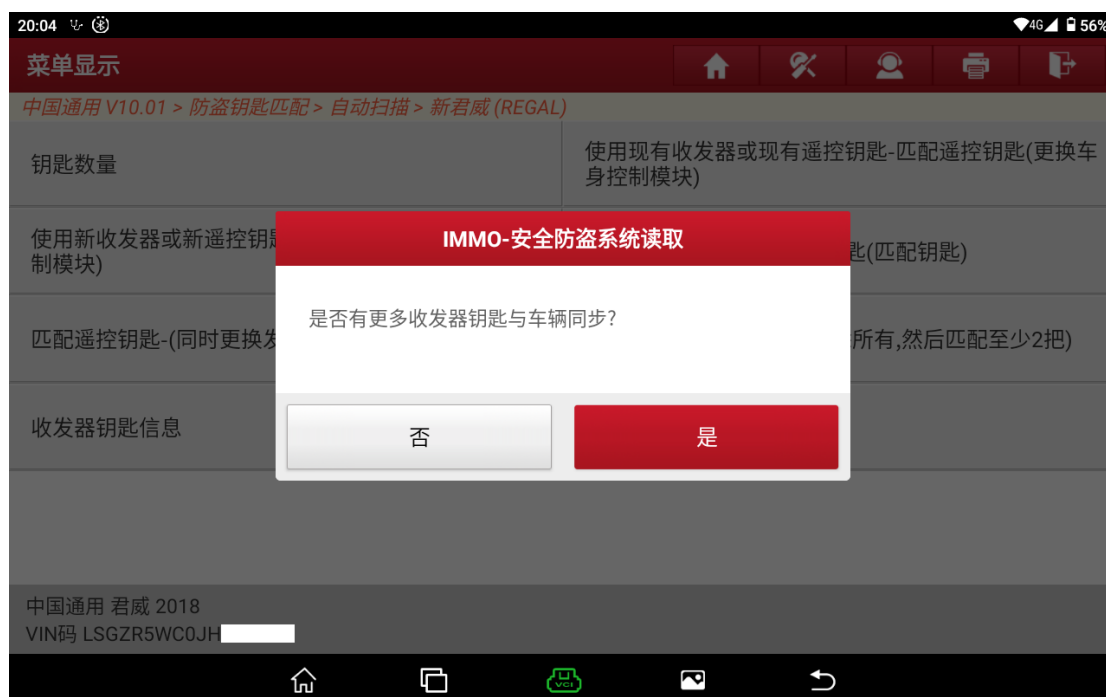 20:04
4G 56%
菜单显示
中国通用 V10.01 > 防盗钥匙匹配 > 自动扫描 > 新君威 (REGAL)
钥匙数量
使用现有收发器或现有遥控钥匙-匹配遥控钥匙(更换车
身控制模块)
使用新收发器或新遥控钥匙
制模块)
匙(匹配钥匙)
IMMO-安全防盗系统读取
是否有更多收发器钥匙与车辆同步?
匹配遥控钥匙-(同时更换发
所有,然后匹配至少2把)
收发器钥匙信息
否
是
中国通用 君威 2018
VIN码 LSGZR5WC0JH
VCI